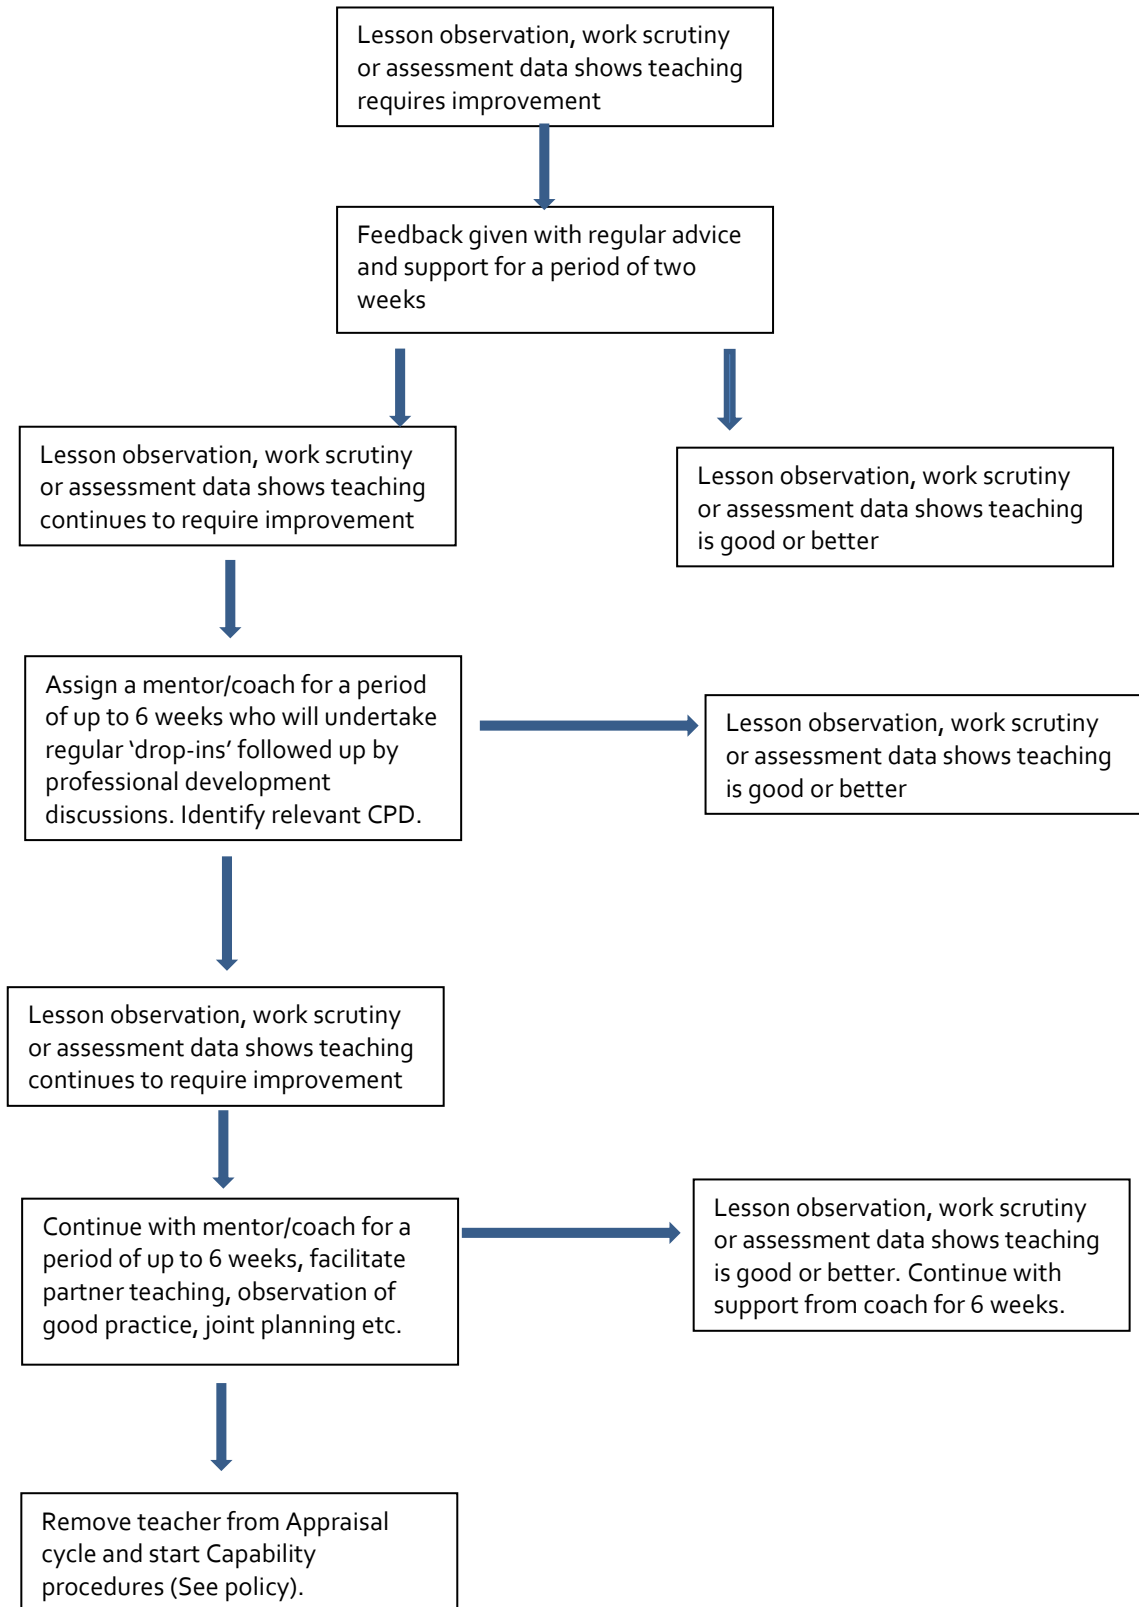 Lesson observation, work scrutiny
or assessment data shows teaching
requires improvement
Feedback given with regular advice
and support for a period of two
weeks
Lesson observation, work scrutiny
or assessment data shows teaching
continues to require improvement
Lesson observation, work scrutiny
or assessment data shows teaching
is good or better
Assign a mentor/coach for a period
of up to 6 weeks who will undertake
regular ‘drop-ins’ followed up by
professional development
discussions. Identify relevant CPD.
Lesson observation, work scrutiny
or assessment data shows teaching
is good or better
Lesson observation, work scrutiny
or assessment data shows teaching
continues to require improvement
Continue with mentor/coach for a
period of up to 6 weeks, facilitate
partner teaching, observation of
good practice, joint planning etc.
Lesson observation, work scrutiny
or assessment data shows teaching
is good or better. Continue with
support from coach for 6 weeks.
Remove teacher from Appraisal
cycle and start Capability
procedures (See policy).